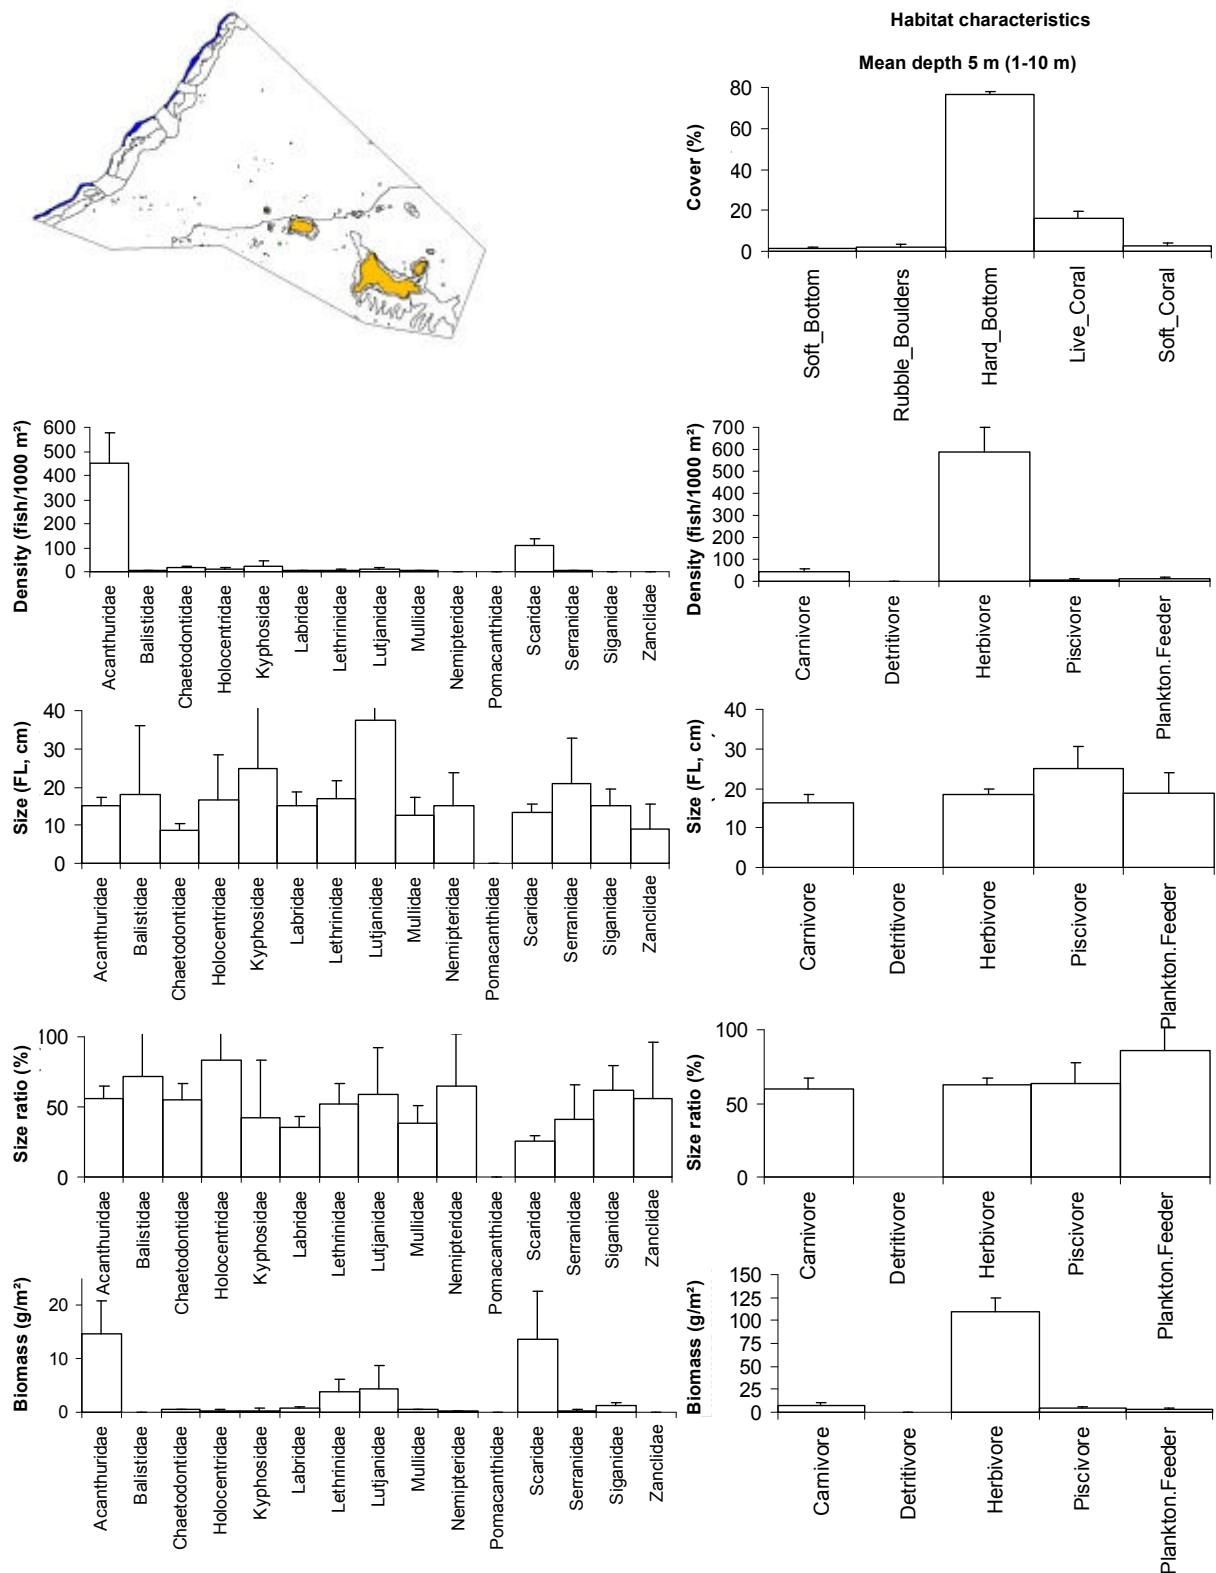 Habitat characteristics
Mean depth 5 m (1-10 m)
Cover (%)
80
60
40
20
0
Soft_Bottom
Rubble_Boulders
Hard_Bottom
Live_Coral
Soft_Coral
Density (fish/1000 m²)
600
500
400
300
200
100
0
Acanthuridae
Balistidae
Chaetodontidae
Holocentridae
Kyphosidae
Labridae
Lethrinidae
Lutjanidae
Mullidae
Nemipteridae
Pomacanthidae
Scaridae
Serranidae
Siganidae
Zanclidae
Density (fish/1000 m²)
700
600
500
400
300
200
100
0
Carnivore
Detritivore
Herbivore
Piscivore
Plankton.Feeder
Size (FL, cm)
40
30
20
10
0
Acanthuridae
Balistidae
Chaetodontidae
Holocentridae
Kyphosidae
Labridae
Lethrinidae
Lutjanidae
Mullidae
Nemipteridae
Pomacanthidae
Scaridae
Serranidae
Siganidae
Zanclidae
Size (FL, cm)
40
30
20
10
0
Carnivore
Detritivore
Herbivore
Piscivore
Plankton.Feeder
Size ratio (%)
100
50
0
Acanthuridae
Balistidae
Chaetodontidae
Holocentridae
Kyphosidae
Labridae
Lethrinidae
Lutjanidae
Mullidae
Nemipteridae
Pomacanthidae
Scaridae
Serranidae
Siganidae
Zanclidae
Size ratio (%)
100
50
0
Carnivore
Detritivore
Herbivore
Piscivore
Plankton.Feeder
Biomass (g/m²)
20
10
0
Acanthuridae
Balistidae
Chaetodontidae
Holocentridae
Kyphosidae
Labridae
Lethrinidae
Lutjanidae
Mullidae
Nemipteridae
Pomacanthidae
Scaridae
Serranidae
Siganidae
Zanclidae
Biomass (g/m²)
150
125
100
75
50
25
0
Carnivore
Detritivore
Herbivore
Piscivore
Plankton.Feeder